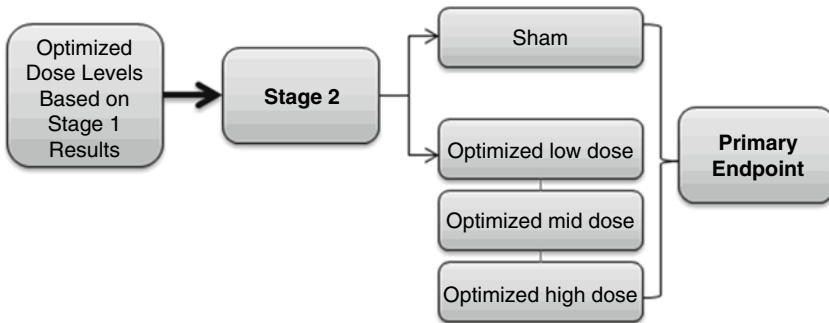 Optimized
Dose Levels
Based on
Stage 1
Results
Stage 2
Sham
Optimized low dose
Optimized mid dose
Optimized high dose
Primary
Endpoint